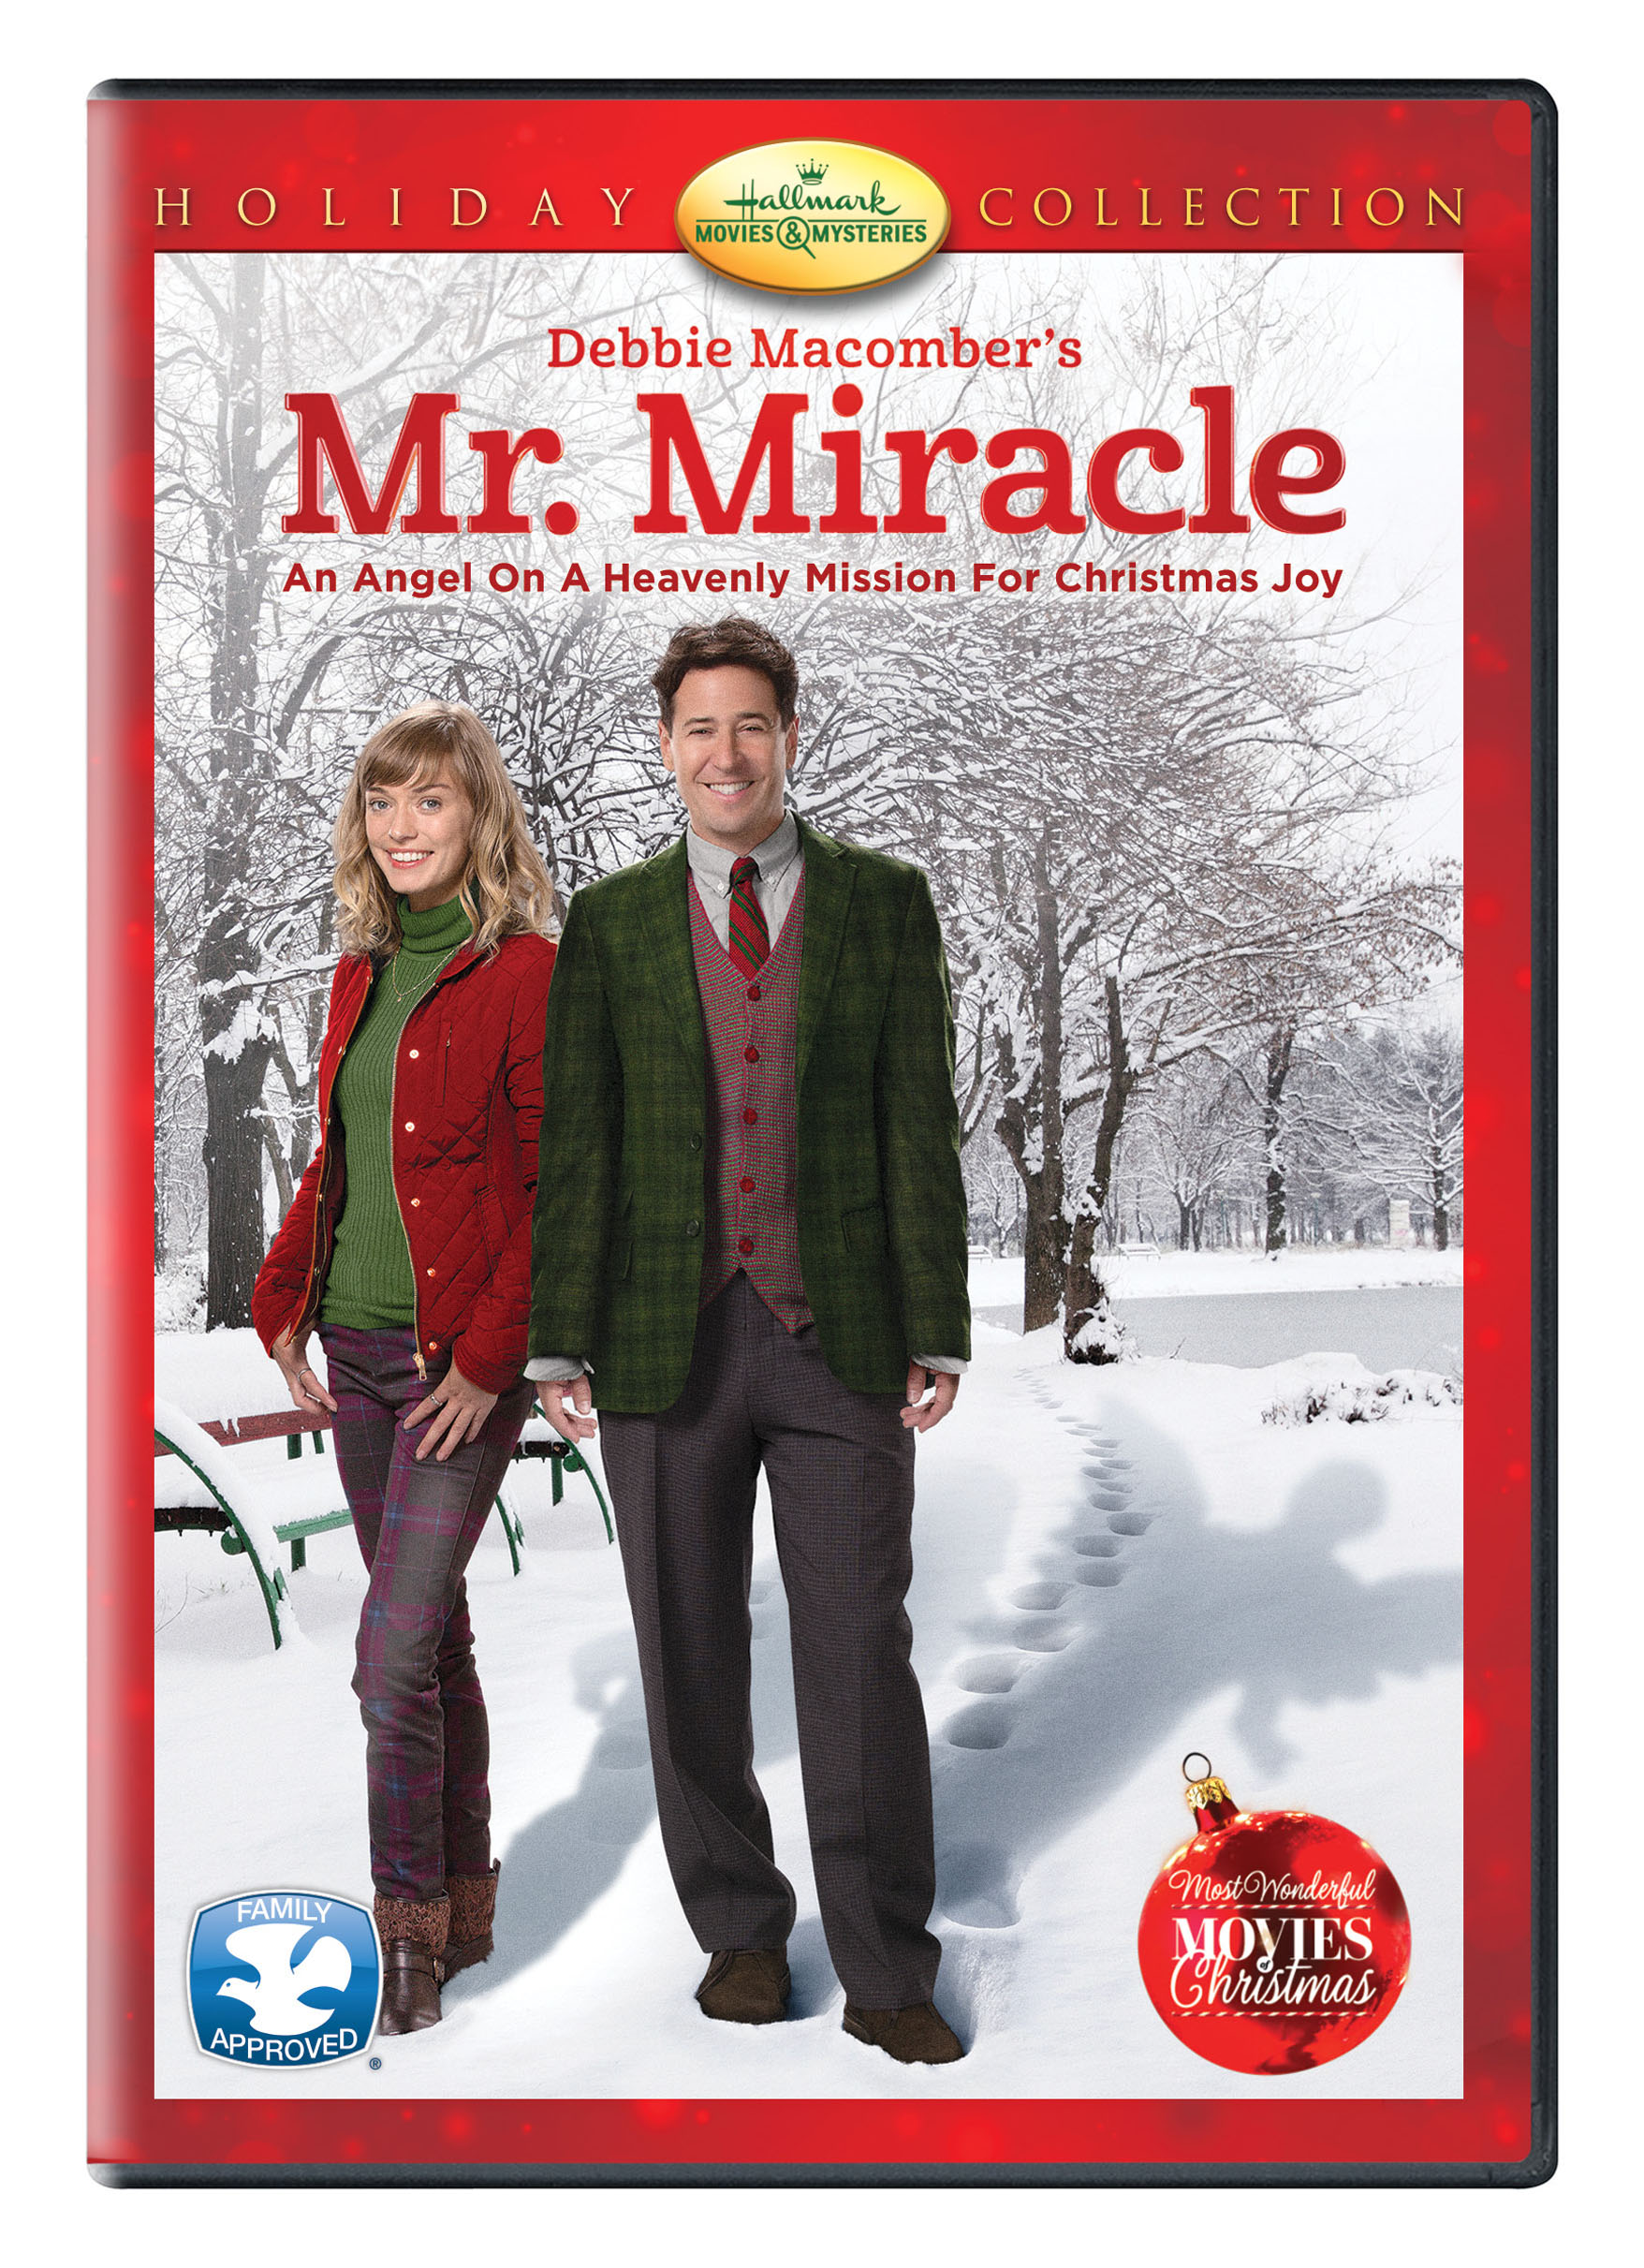 HOLIDAY Hallmark COLLECTION
MOVIES & MYSTERIES
Debbie Macomber's
Mr. Miracle
An Angel On A Heavenly Mission For Christmas Joy
FAMILY
APPROVED
®
Most Wonderful
MOVIES
of
Christmas